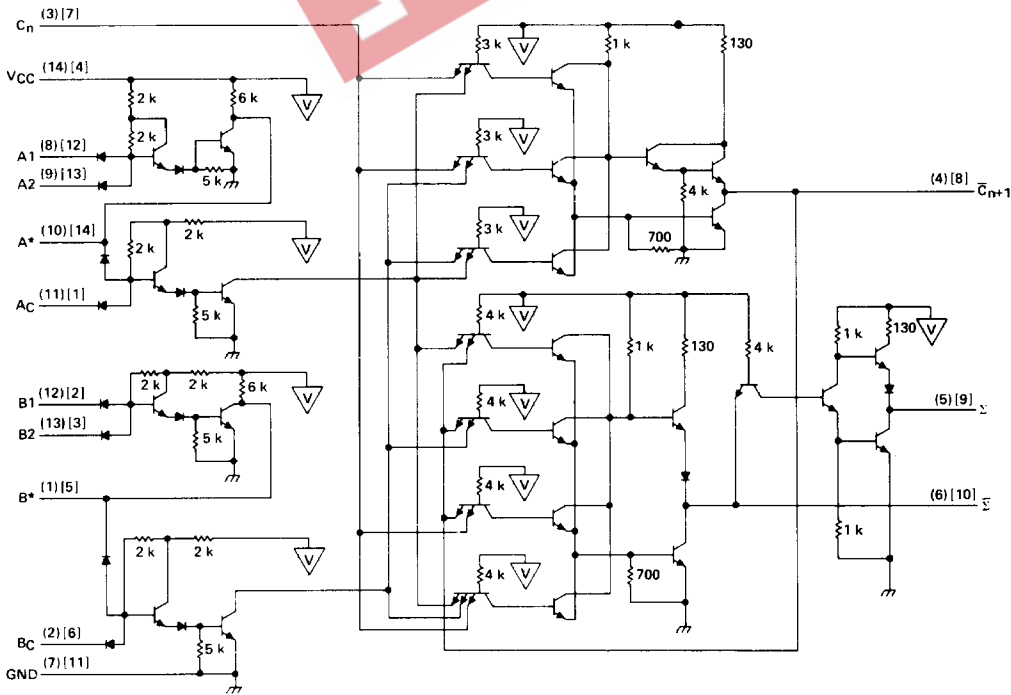 Cn (3)[7]
VCC (14)[4]
A1 (8)[12]
A2 (9)[13]
A* (10)[14]
AC (11)[1]
B1 (12)[2]
B2 (13)[3]
B* (1)[5]
BC (2)[6]
GND (7)[11]
2 k
6 k
V
2 k
5 k
2 k
2 k
V
5 k
2 k
2 k
6 k
V
5 k
2 k
2 k
V
5 k
3 k
V
1 k
130
3 k
V
3 k
V
4 k
700
(4)[8] C̅n+1
4 k
V
1 k
130
4 k
4 k
V
4 k
V
4 k
V
700
1 k
130
V
(5)[9] Σ
(6)[10] Σ̅
1 k